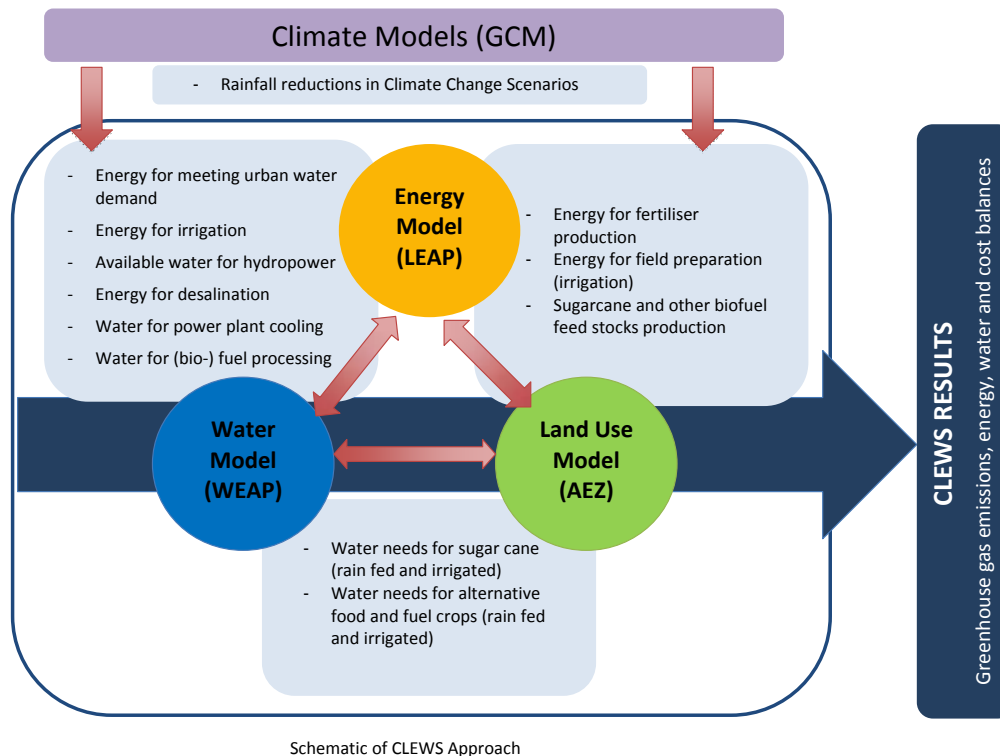 Climate Models (GCM)
- Rainfall reductions in Climate Change Scenarios
- Energy for meeting urban water
demand
- Energy for irrigation
- Available water for hydropower
- Energy for desalination
- Water for power plant cooling
- Water for (bio-) fuel processing
Energy
Model
(LEAP)
- Energy for fertiliser
production
- Energy for field preparation
(irrigation)
- Sugarcane and other biofuel
feed stocks production
Water
Model
(WEAP)
Land Use
Model
(AEZ)
- Water needs for sugar cane
(rain fed and irrigated)
- Water needs for alternative
food and fuel crops (rain fed
and irrigated)
CLEWS RESULTS
Greenhouse gas emissions, energy, water and cost balances
Schematic of CLEWS Approach